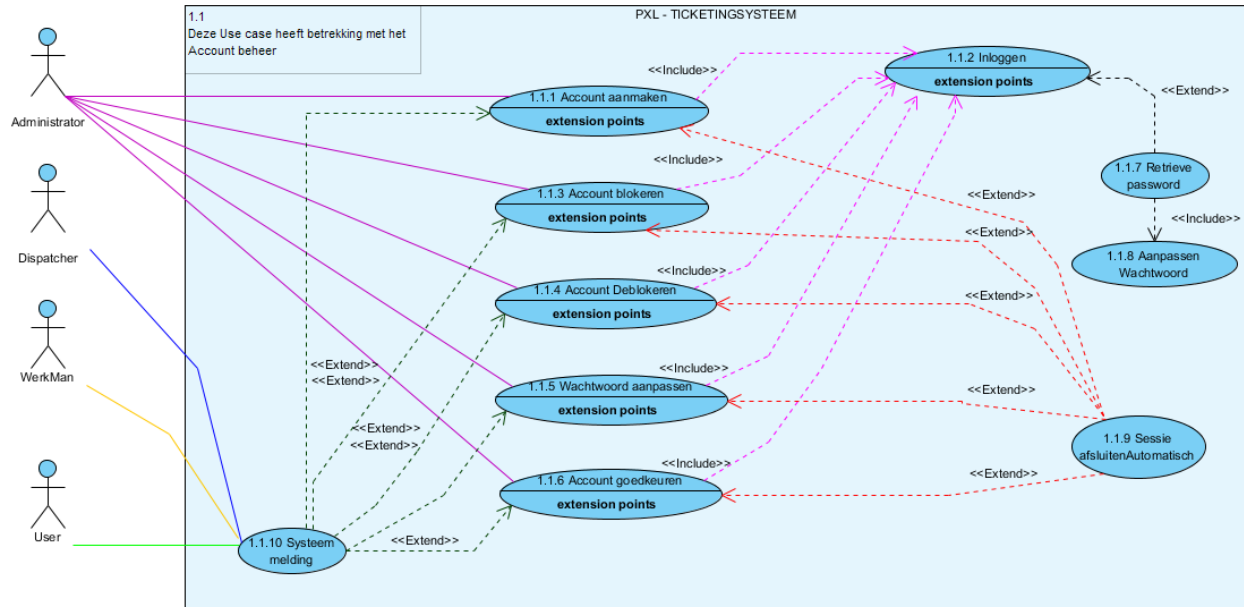 PXL - TICKETINGSYSTEEM
1.1
Deze Use case heeft betrekking met het
Account beheer
Administrator
Dispatcher
WerkMan
User
1.1.1 Account aanmaken
extension points
<<Include>>
1.1.2 Inloggen
extension points
<<Extend>>
1.1.7 Retrieve
password
<<Include>>
1.1.8 Aanpassen
Wachtwoord
1.1.3 Account blokeren
extension points
<<Include>>
<<Extend>>
<<Extend>>
1.1.4 Account Deblokeren
extension points
<<Include>>
<<Extend>>
<<Extend>>
<<Extend>>
1.1.5 Wachtwoord aanpassen
extension points
<<Include>>
<<Extend>>
<<Extend>>
<<Extend>>
1.1.6 Account goedkeuren
extension points
<<Include>>
<<Extend>>
1.1.9 Sessie
afsluitenAutomatisch
1.1.10 Systeem
melding
<<Extend>>